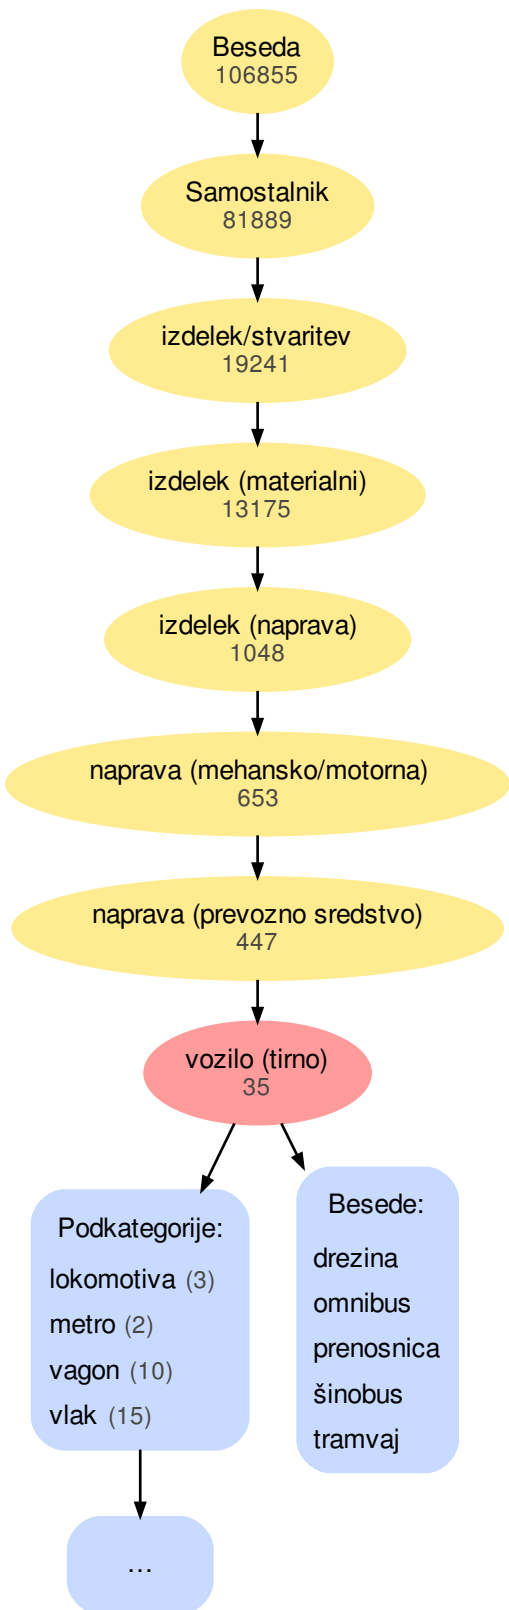 Beseda
106855
Samostalnik
81889
izdelek/stvaritev
19241
izdelek (materialni)
13175
izdelek (naprava)
1048
naprava (mehansko/motorna)
653
naprava (prevozno sredstvo)
447
vozilo (tirno)
35
Podkategorije:
lokomotiva (3)
metro (2)
vagon (10)
vlak (15)
Besede:
drezina
omnibus
prenosnica
šinobus
tramvaj
...